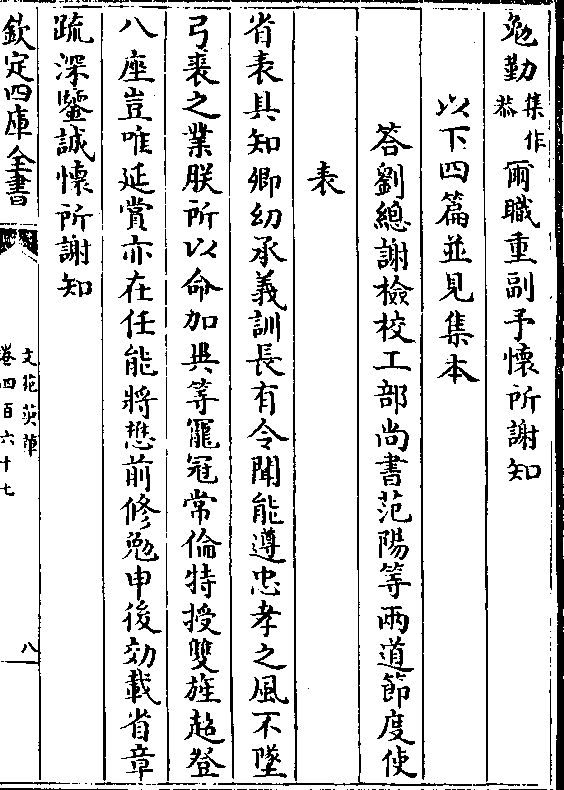 勉勤集作恭爾職重副予懷所謝知
以下四篇並見集本
答劉總謝檢校工部尚書范陽等兩道節度使
表
省表具知卿幼承義訓長有令聞能遵忠孝之風不墜
弓裘之業朕所以命加異等寵冠常倫特授雙旌超登
八座豈唯延賞亦在任能將懋前修勉申後効載省章
疏深鑒誠懷所謝知
欽定四庫全書
文苑英華
卷四百六十七
八